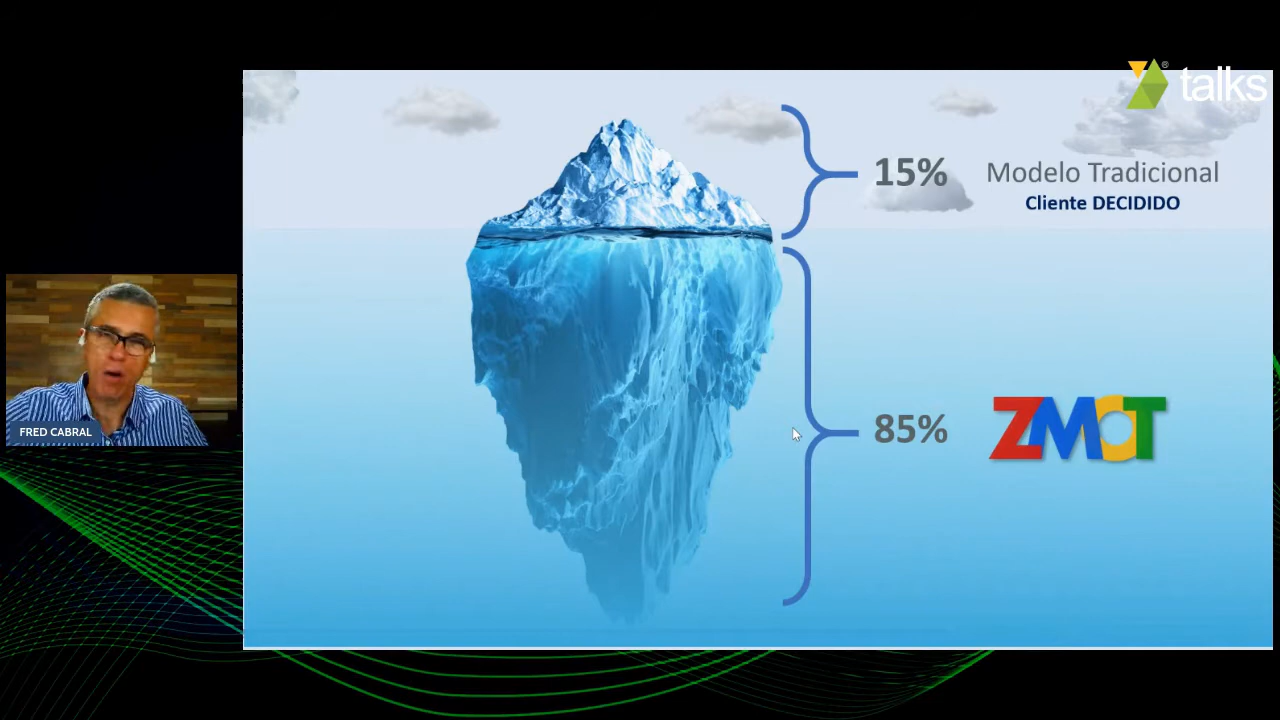 ® talks
15%
Modelo Tradicional
Cliente DECIDIDO
85%
ZMOT
FRED CABRAL